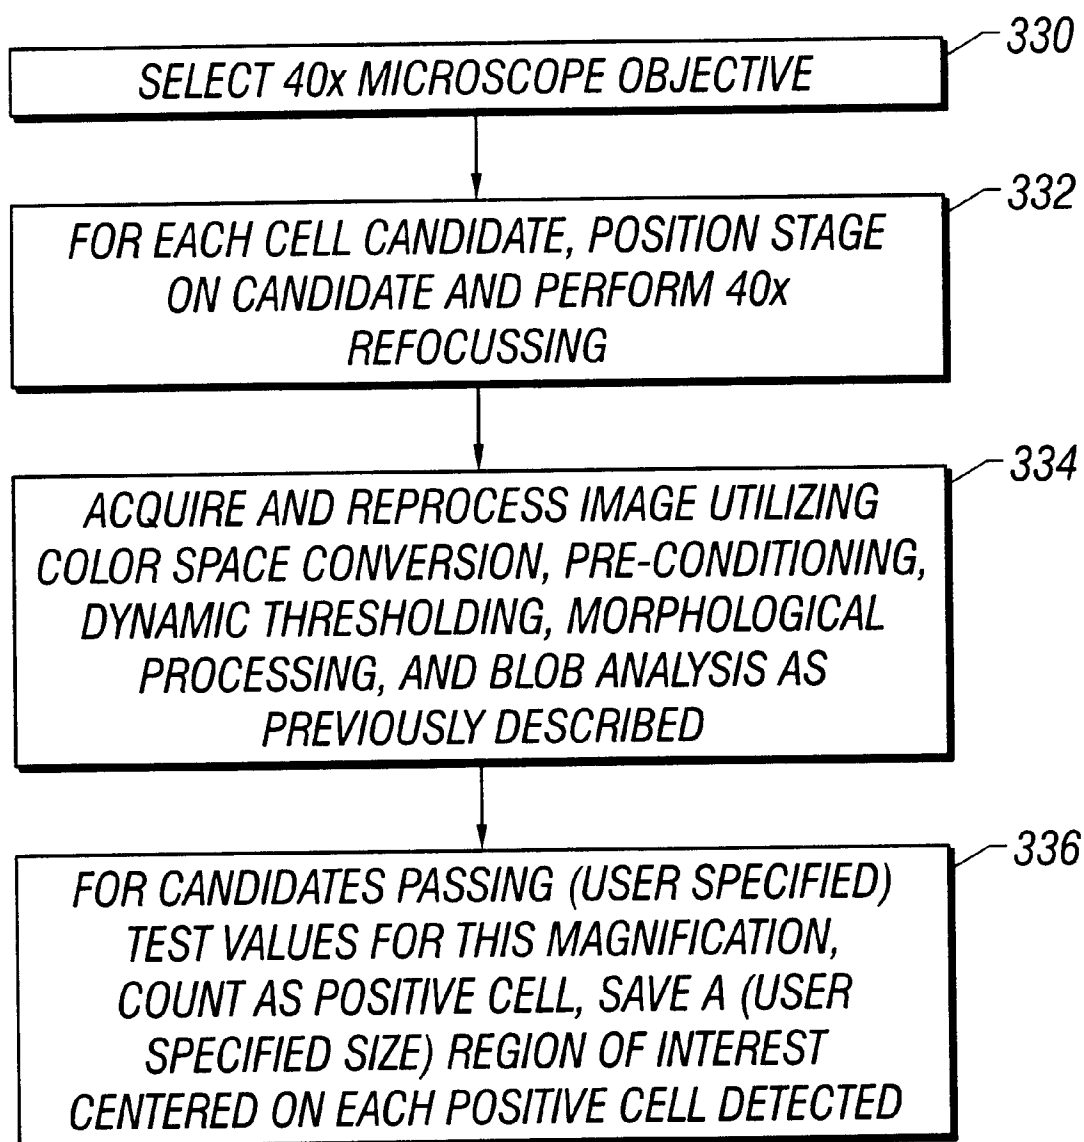 330
SELECT 40x MICROSCOPE OBJECTIVE
332
FOR EACH CELL CANDIDATE, POSITION STAGE
ON CANDIDATE AND PERFORM 40x
REFOCUSSING
334
ACQUIRE AND REPROCESS IMAGE UTILIZING
COLOR SPACE CONVERSION, PRE-CONDITIONING,
DYNAMIC THRESHOLDING, MORPHOLOGICAL
PROCESSING, AND BLOB ANALYSIS AS
PREVIOUSLY DESCRIBED
336
FOR CANDIDATES PASSING (USER SPECIFIED)
TEST VALUES FOR THIS MAGNIFICATION,
COUNT AS POSITIVE CELL, SAVE A (USER
SPECIFIED SIZE) REGION OF INTEREST
CENTERED ON EACH POSITIVE CELL DETECTED